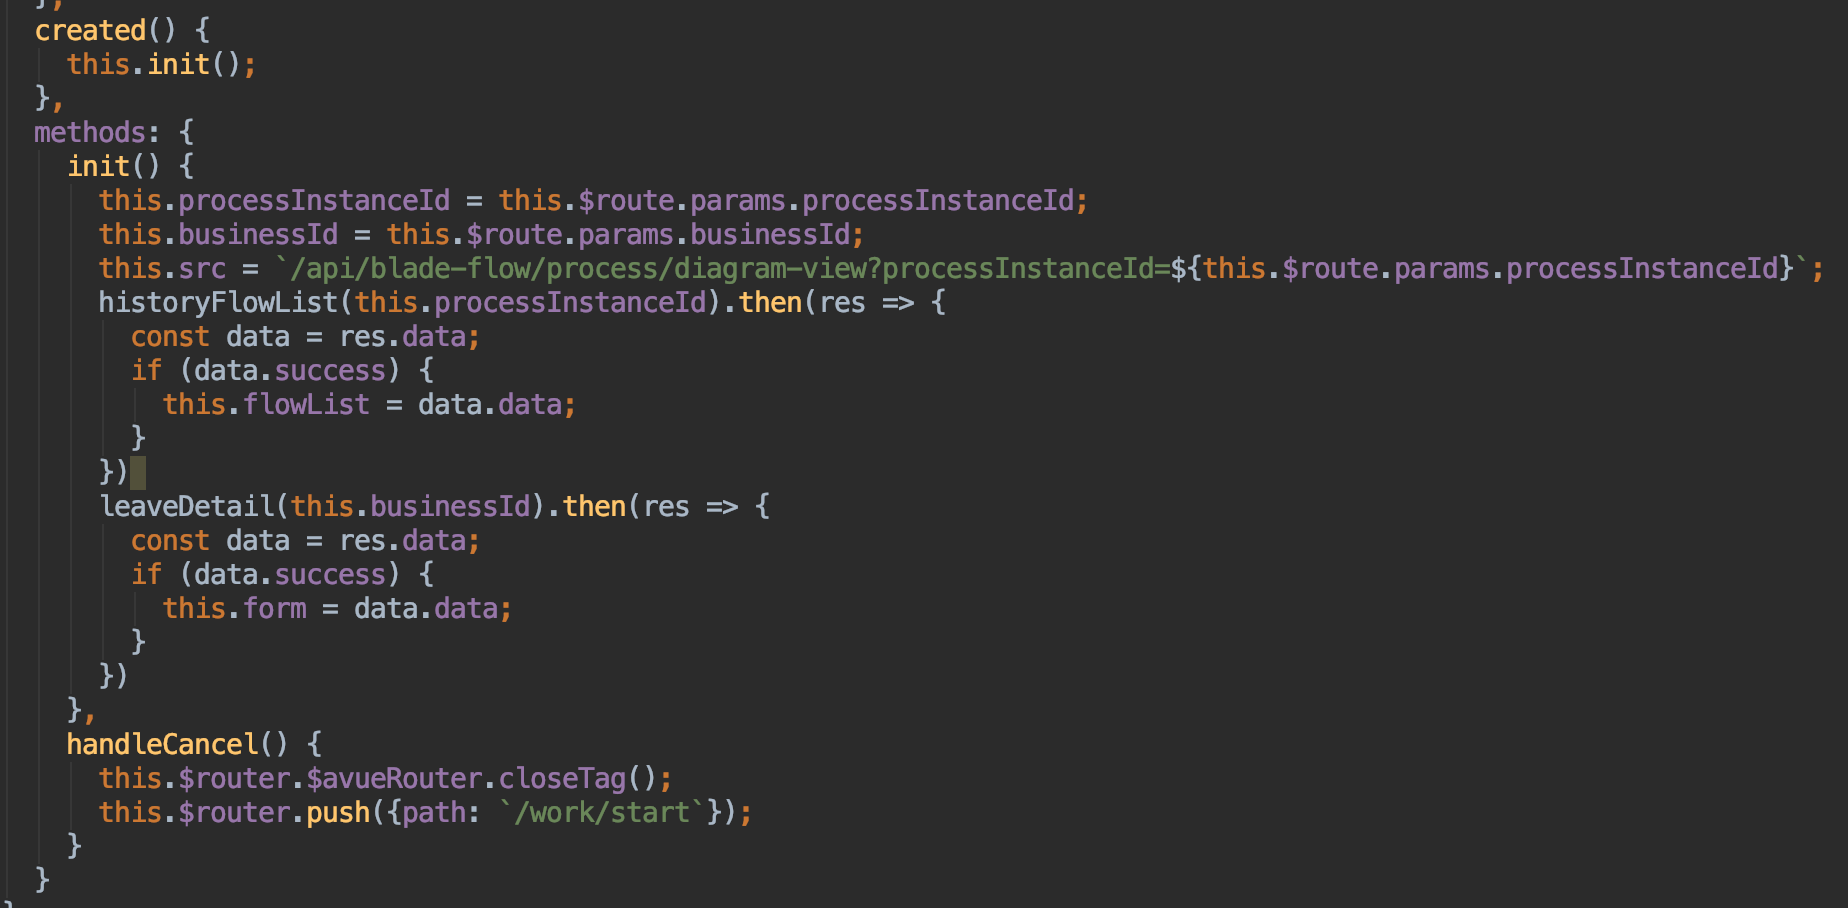 },
created() {
  this.init();
},
methods: {
  init() {
    this.processInstanceId = this.$route.params.processInstanceId;
    this.businessId = this.$route.params.businessId;
    this.src = `/api/blade-flow/process/diagram-view?processInstanceId=${this.$route.params.processInstanceId}`;
    historyFlowList(this.processInstanceId).then(res => {
      const data = res.data;
      if (data.success) {
        this.flowList = data.data;
      }
    })
    leaveDetail(this.businessId).then(res => {
      const data = res.data;
      if (data.success) {
        this.form = data.data;
      }
    })
  },
  handleCancel() {
    this.$router.$avueRouter.closeTag();
    this.$router.push({path: `/work/start`});
  }
}